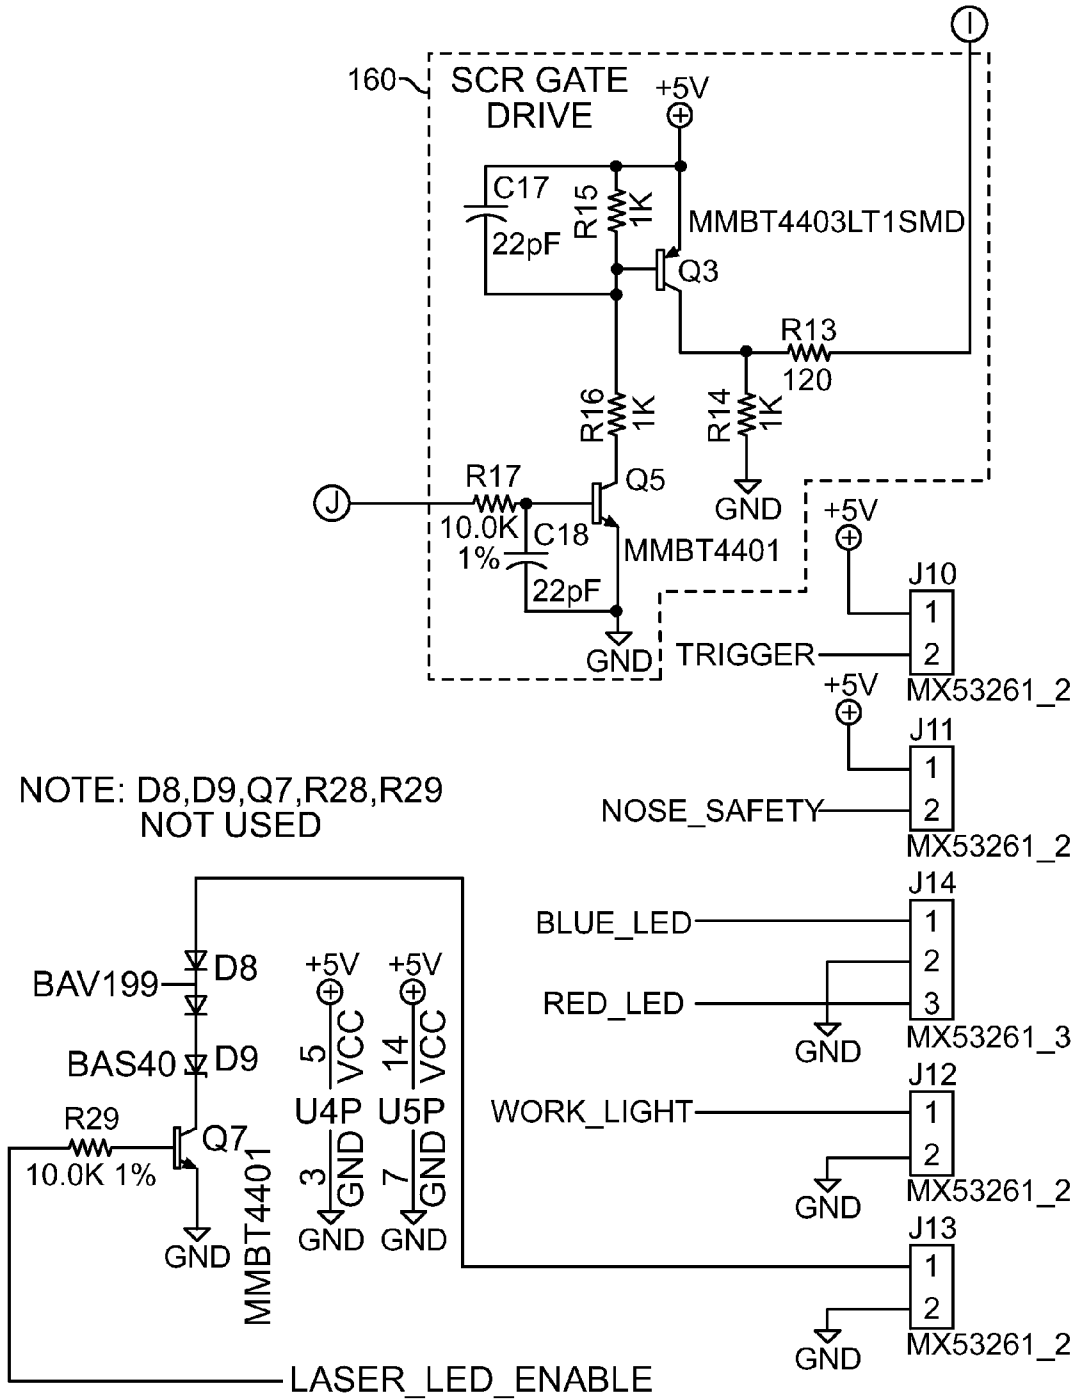 I
160
SCR GATE
DRIVE
+5V
C17
22pF
R15
1K
MMBT4403LT1SMD
Q3
R13
120
R16
1K
R14
1K
GND
J
R17
10.0K
1%
C18
22pF
Q5
MMBT4401
GND
+5V
J10
1
2
TRIGGER
MX53261_2
+5V
J11
1
2
NOSE_SAFETY
MX53261_2
NOTE: D8,D9,Q7,R28,R29
NOT USED
J14
BLUE_LED
1
2
RED_LED
3
GND
MX53261_3
D8
BAV199
BAS40
D9
R29
10.0K 1%
Q7
MMBT4401
GND
+5V
5
VCC
U4P
3
GND
GND
+5V
14
VCC
U5P
7
GND
GND
J12
WORK_LIGHT
1
2
GND
MX53261_2
J13
1
2
GND
MX53261_2
LASER_LED_ENABLE